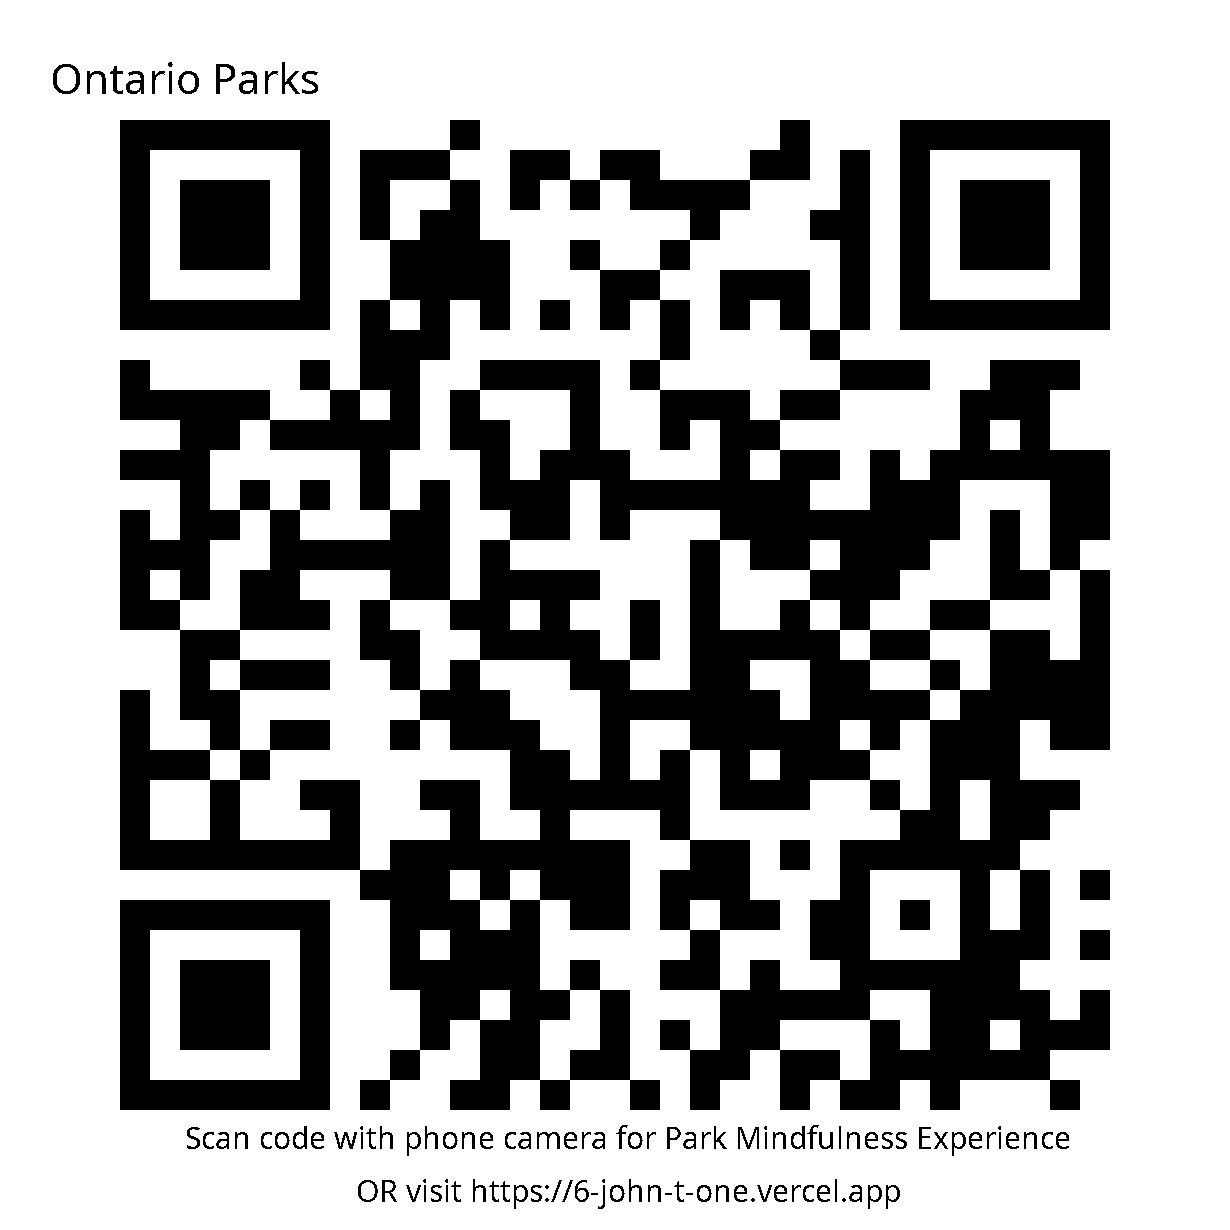 Ontario Parks
Scan code with phone camera for Park Mindfulness Experience
OR visit https://6-john-t-one.vercel.app